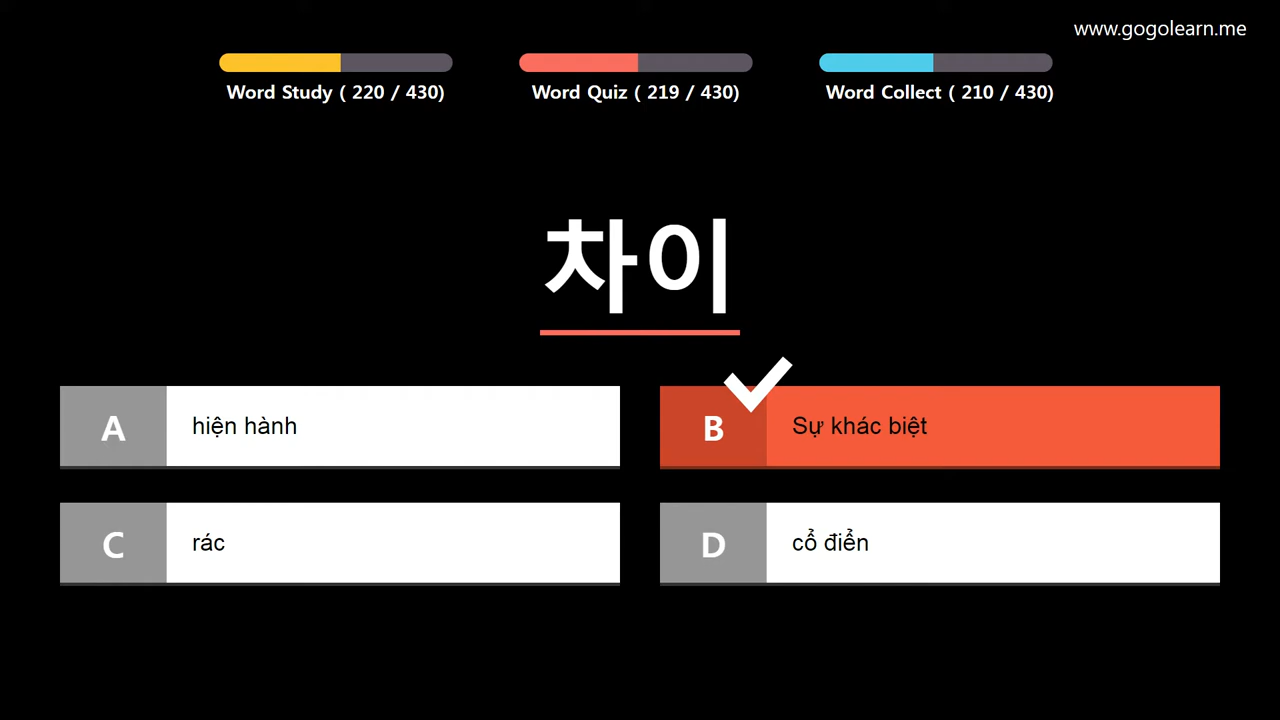 www.gogolearn.me
Word Study ( 220 / 430)
Word Quiz ( 219 / 430)
Word Collect ( 210 / 430)
차이
A
hiện hành
B
Sự khác biệt
C
rác
D
cổ điển